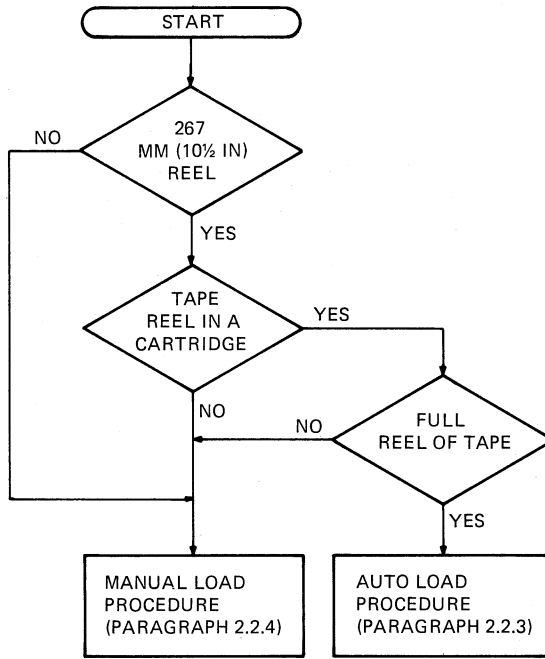 START
267
MM (10½ IN)
REEL
NO
YES
TAPE
REEL IN A
CARTRIDGE
YES
NO
FULL
REEL OF TAPE
NO
YES
MANUAL LOAD
PROCEDURE
(PARAGRAPH 2.2.4)
AUTO LOAD
PROCEDURE
(PARAGRAPH 2.2.3)